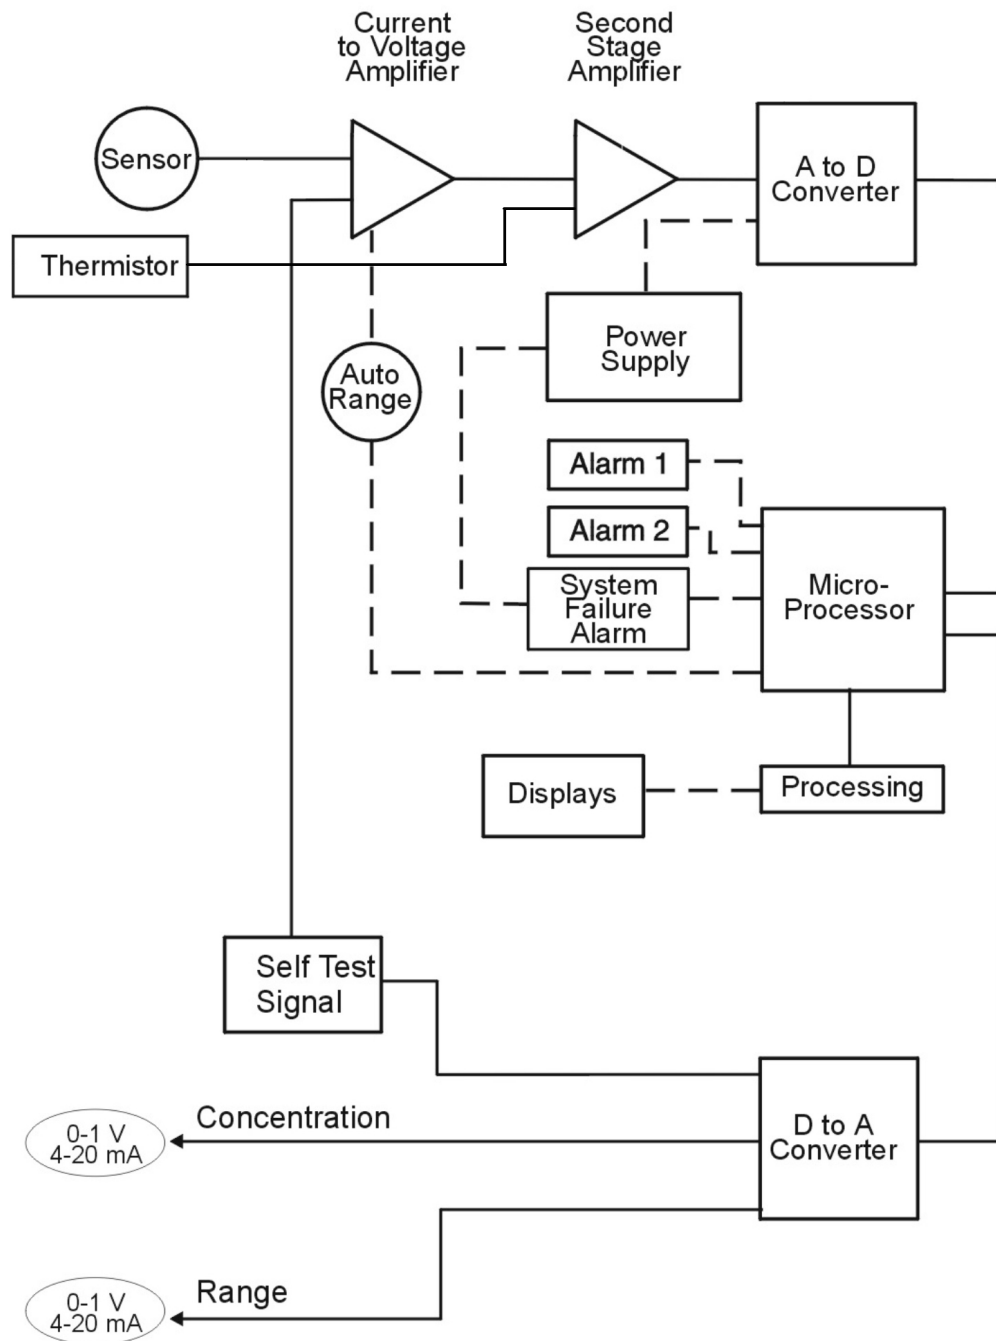 Current
to Voltage
Amplifier
Second
Stage
Amplifier
Sensor
A to D
Converter
Thermistor
Power
Supply
Auto
Range
Alarm 1
Alarm 2
System
Failure
Alarm
Micro-
Processor
Displays
Processing
Self Test
Signal
Concentration
0-1 V
4-20 mA
D to A
Converter
Range
0-1 V
4-20 mA